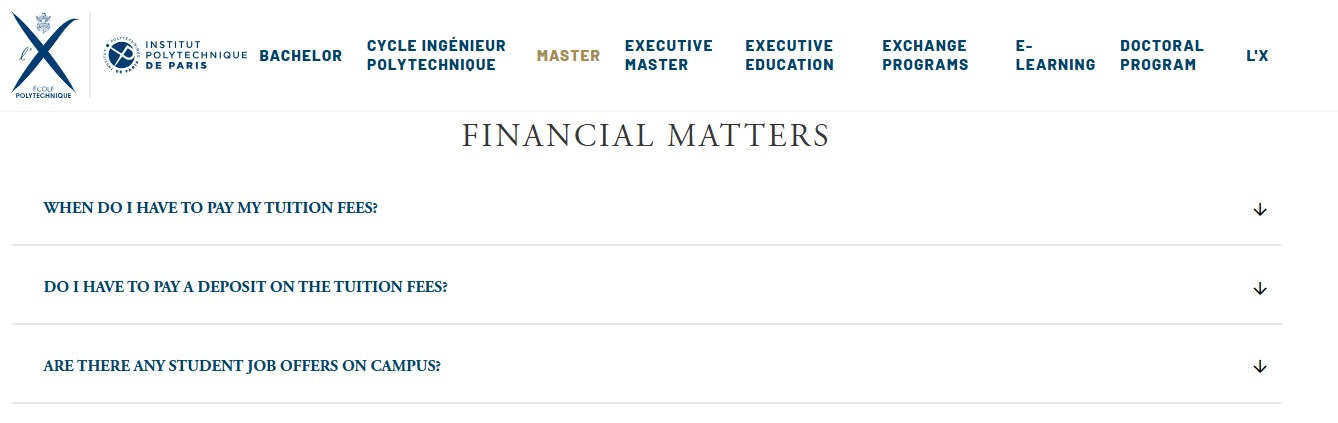 l'
ÉCOLE
POLYTECHNIQUE
INSTITUT
POLYTECHNIQUE
DE PARIS
BACHELOR
CYCLE INGÉNIEUR
POLYTECHNIQUE
MASTER
EXECUTIVE
MASTER
EXECUTIVE
EDUCATION
EXCHANGE
PROGRAMS
E-
LEARNING
DOCTORAL
PROGRAM
L'X
FINANCIAL MATTERS
WHEN DO I HAVE TO PAY MY TUITION FEES?
DO I HAVE TO PAY A DEPOSIT ON THE TUITION FEES?
ARE THERE ANY STUDENT JOB OFFERS ON CAMPUS?